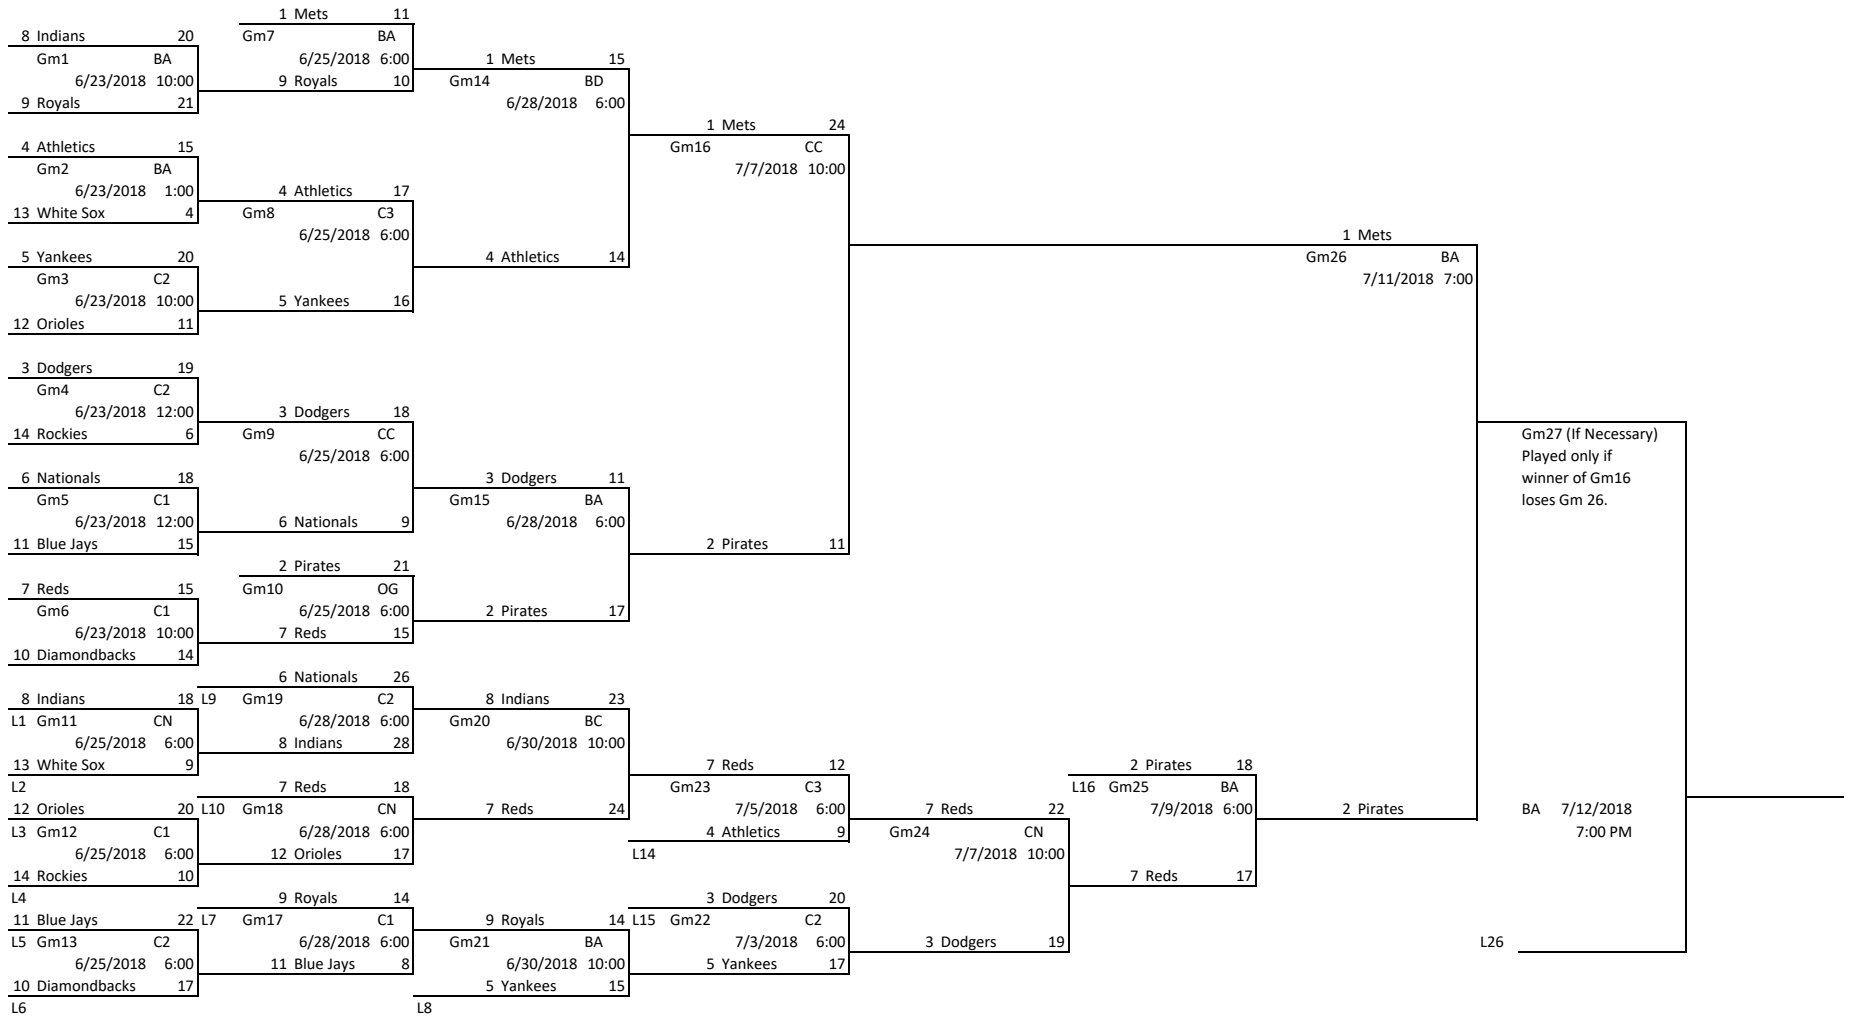 1 Mets 11
8 Indians 20 Gm7 BA
Gm1 BA 6/25/2018 6:00 1 Mets 15
6/23/2018 10:00 9 Royals 10 Gm14 BD
9 Royals 21 6/28/2018 6:00
1 Mets 24
4 Athletics 15 Gm16 CC
Gm2 BA 7/7/2018 10:00
6/23/2018 1:00 4 Athletics 17
13 White Sox 4 Gm8 C3
6/25/2018 6:00 1 Mets
5 Yankees 20 4 Athletics 14 Gm26 BA
Gm3 C2 7/11/2018 7:00
6/23/2018 10:00 5 Yankees 16
12 Orioles 11
3 Dodgers 19
Gm4 C2
6/23/2018 12:00 3 Dodgers 18
14 Rockies 6 Gm9 CC Gm27 (If Necessary)
6/25/2018 6:00 Played only if
6 Nationals 18 3 Dodgers 11 winner of Gm16
Gm5 C1 Gm15 BA loses Gm 26.
6/23/2018 12:00 6 Nationals 9 6/28/2018 6:00
11 Blue Jays 15 2 Pirates 11
2 Pirates 21
7 Reds 15 Gm10 OG
Gm6 C1 6/25/2018 6:00 2 Pirates 17
6/23/2018 10:00 7 Reds 15
10 Diamondbacks 14
6 Nationals 26
8 Indians 18 L9 Gm19 C2 8 Indians 23
L1 Gm11 CN 6/28/2018 6:00 Gm20 BC
6/25/2018 6:00 8 Indians 28 6/30/2018 10:00
13 White Sox 9 7 Reds 12 2 Pirates 18
L2 7 Reds 18 Gm23 C3 L16 Gm25 BA
12 Orioles 20 L10 Gm18 CN 7 Reds 24 7/5/2018 6:00 7 Reds 22 7/9/2018 6:00 2 Pirates BA 7/12/2018
L3 Gm12 C1 6/28/2018 6:00 4 Athletics 9 Gm24 CN 7:00 PM
6/25/2018 6:00 12 Orioles 17 L14 7/7/2018 10:00
14 Rockies 10 7 Reds 17
L4 9 Royals 14 3 Dodgers 20
11 Blue Jays 22 L7 Gm17 C1 9 Royals 14 L15 Gm22 C2
L5 Gm13 C2 6/28/2018 6:00 Gm21 BA 7/3/2018 6:00 3 Dodgers 19 L26
6/25/2018 6:00 11 Blue Jays 8 6/30/2018 10:00 5 Yankees 17
10 Diamondbacks 17 5 Yankees 15
L6 L8